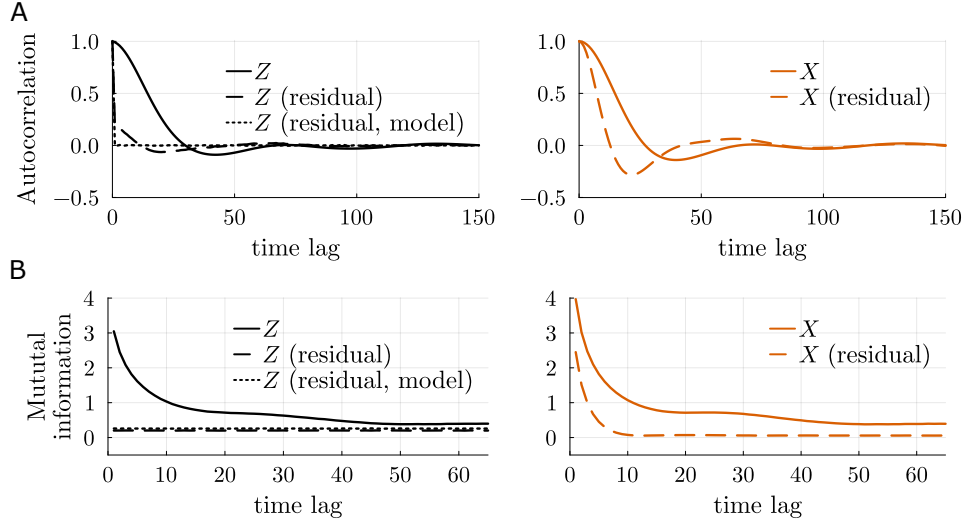 A
Autocorrelation
1.0
0.5
0.0
−0.5
Z
Z (residual)
Z (residual, model)
0
50
100
150
time lag
1.0
0.5
0.0
−0.5
X
X (residual)
0
50
100
150
time lag
B
Mututal
information
4
3
2
1
0
Z
Z (residual)
Z (residual, model)
0
10
20
30
40
50
60
time lag
4
3
2
1
0
X
X (residual)
0
10
20
30
40
50
60
time lag